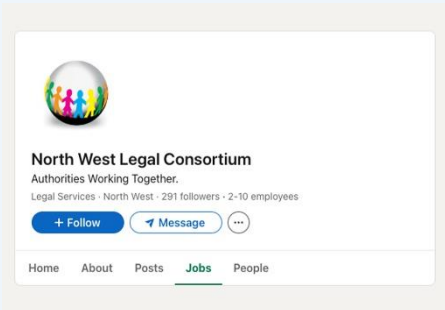 North West Legal Consortium
Authorities Working Together.
Legal Services · North West · 291 followers · 2-10 employees
+ Follow Message ...
Home About Posts Jobs People